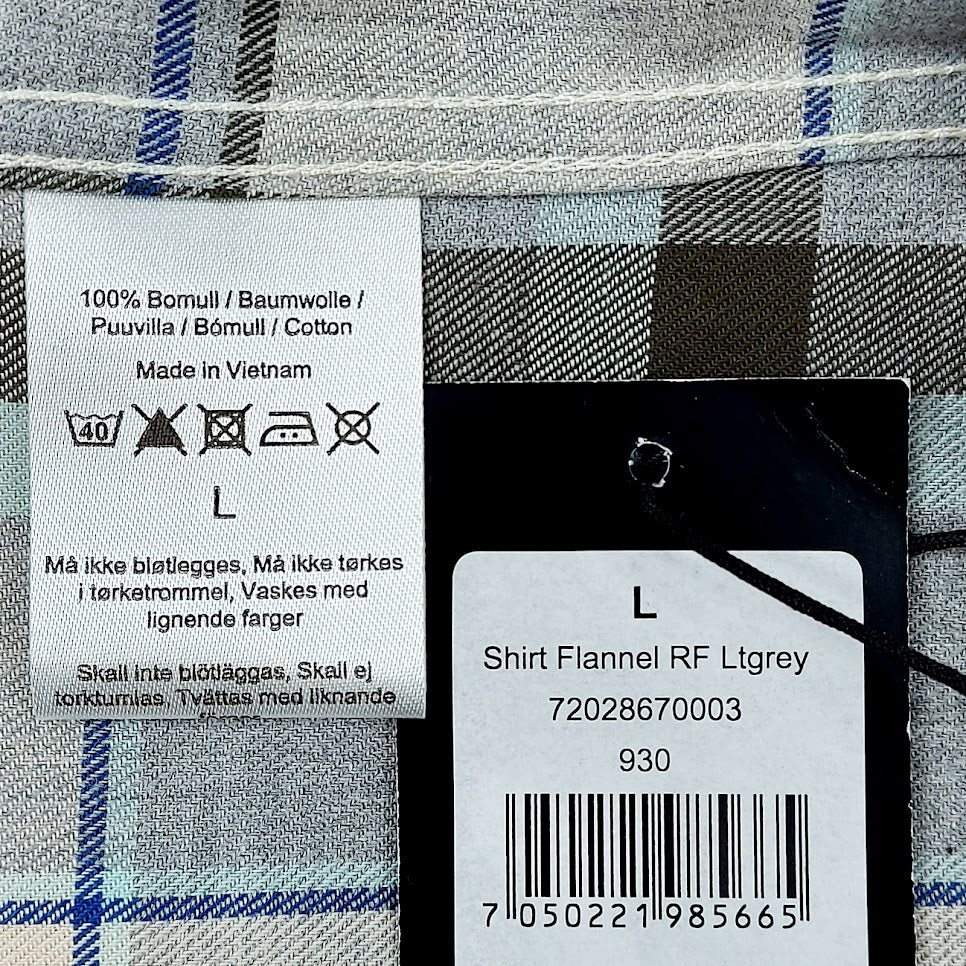 100% Bomull / Baumwolle /
Puuvilla / Bómull / Cotton
Made in Vietnam
40
L
Må ikke bløtlegges, Må ikke tørkes
i tørketrommel, Vaskes med
lignende farger
Skall inte blötläggas, Skall ej
torktumlas, Tvättas med liknande
L
Shirt Flannel RF Ltgrey
72028670003
930
7 050221 985665